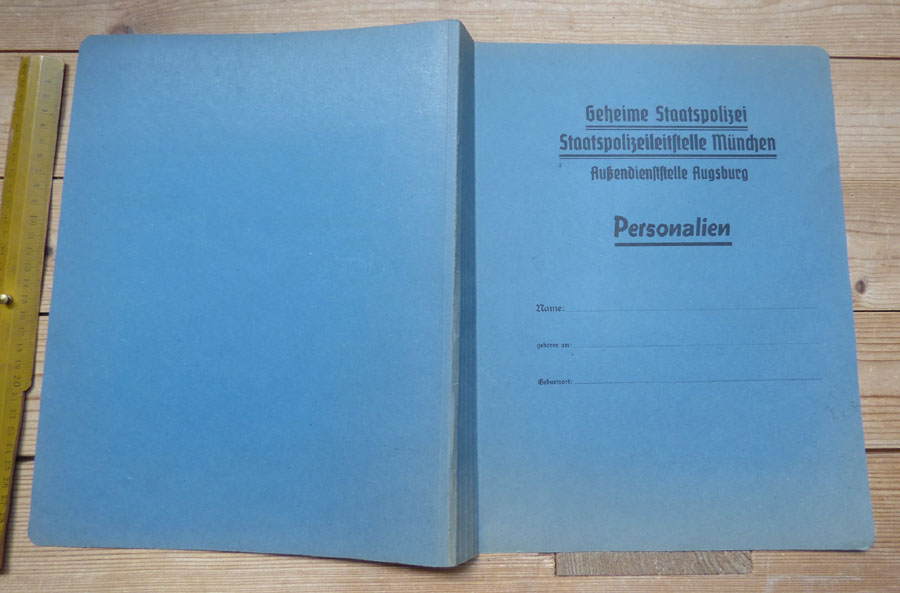 Geheime Staatspolizei
Staatspolizeileitstelle München
Außendienststelle Augsburg
Personalien
Name:
geboren am:
Geburtsort: